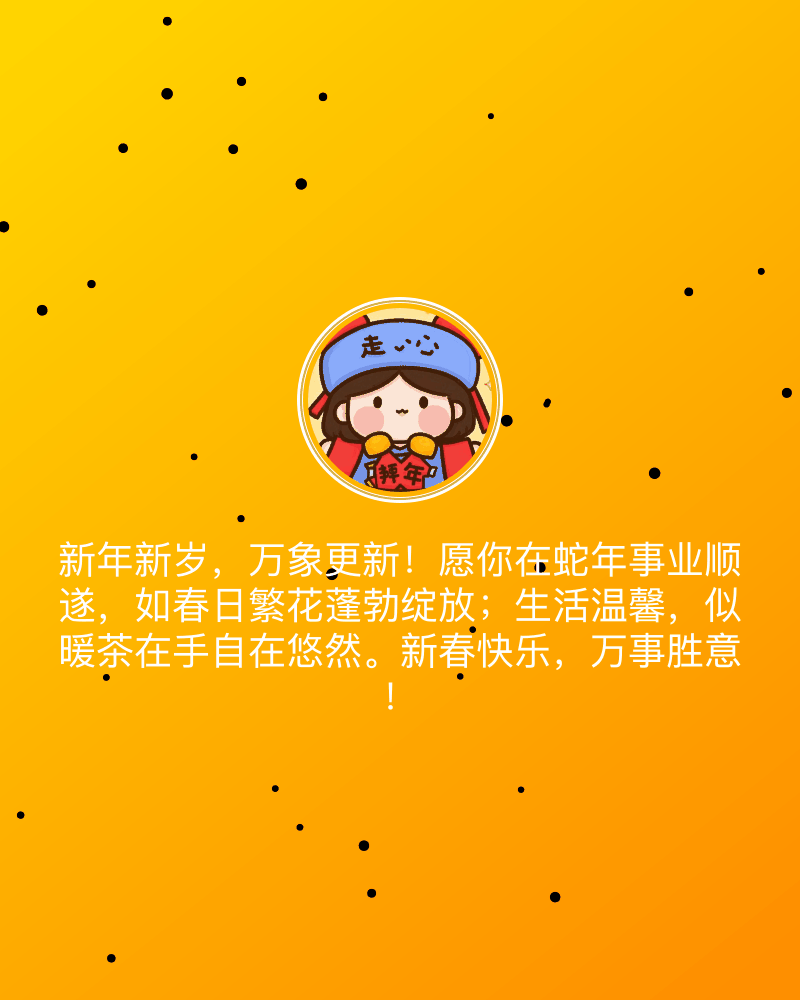 走心
拜年
新年新岁，万象更新！愿你在蛇年事业顺
遂，如春日繁花蓬勃绽放；生活温馨，似
暖茶在手自在悠然。新春快乐，万事胜意
！